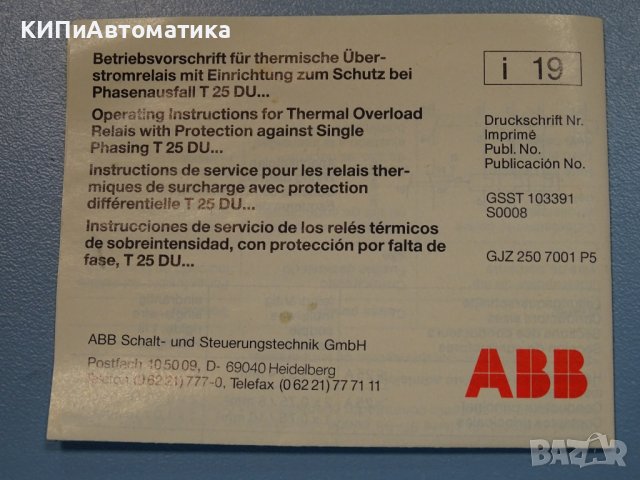 КИПиАвтоматика
Betriebsvorschrift für thermische Über-
stromrelais mit Einrichtung zum Schutz bei
Phasenausfall T 25 DU...
Operating Instructions for Thermal Overload
Relais with Protection against Single
Phasing T 25 DU...
Instructions de service pour les relais ther-
miques de surcharge avec protection
différentielle T 25 DU...
Instrucciones de servicio de los relés térmicos
de sobreintensidad, con protección por falta de
fase, T 25 DU...
i 19
Druckschrift Nr.
Imprimé
Publ. No.
Publicación No.
GSST 103391
S0008
GJZ 250 7001 P5
ABB Schalt- und Steuerungstechnik GmbH
Postfach 10 50 09, D- 69040 Heidelberg
Telefon (0 62 21) 777-0, Telefax (0 62 21) 77 71 11
ABB
BAZAR